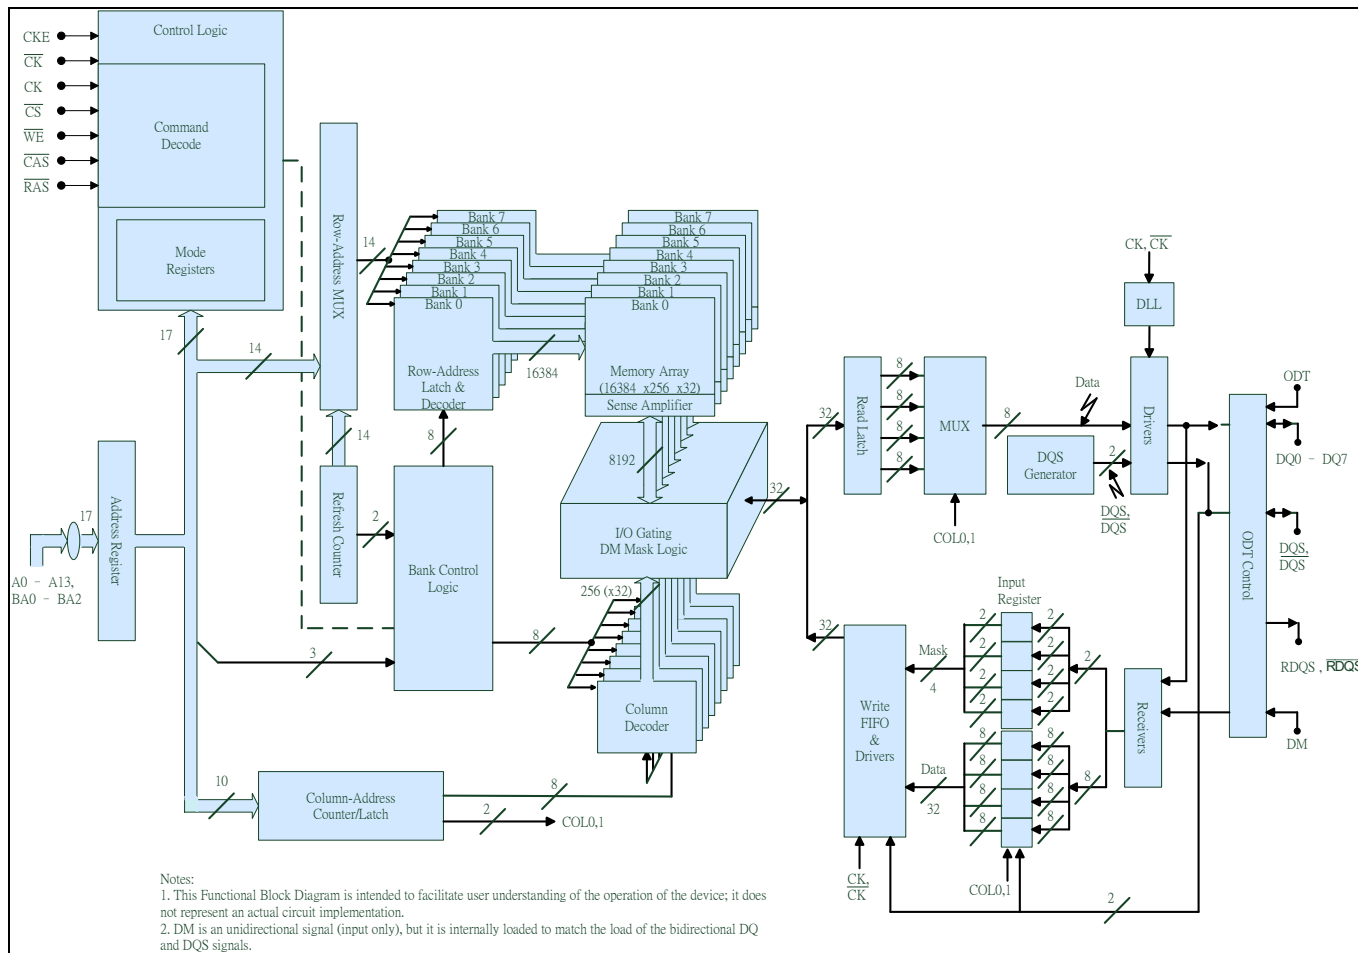 CKE
CK
CK
CS
WE
CAS
RAS
Control Logic
Command
Decode
Mode
Registers
Row-Address MUX
14
Bank 7
Bank 6
Bank 5
Bank 4
Bank 3
Bank 2
Bank 1
Bank 0
Row-Address
Latch &
Decoder
16384
Bank 7
Bank 6
Bank 5
Bank 4
Bank 3
Bank 2
Bank 1
Bank 0
Memory Array
(16384 x256 x32)
Sense Amplifier
17
14
14
8
8192
Address Register
17
A0 - A13,
BA0 - BA2
Refresh Counter
2
Bank Control
Logic
3
8
I/O Gating
DM Mask Logic
256 (x32)
Column
Decoder
10
Column-Address
Counter/Latch
8
2
COL0,1
32
32
32
Read Latch
8
8
8
8
MUX
COL0,1
8
Data
DQS
Generator
2
DQS,
DQS
CK, CK
DLL
Drivers
ODT
DQ0 - DQ7
DQS,
DQS
ODT Control
RDQS , RDQS
DM
Input
Register
2
2
2
2
2
2
2
2
2
Mask
4
Write
FIFO
&
Drivers
Data
32
8
8
8
8
8
8
8
8
8
Receivers
CK,
CK
COL0,1
2
Notes:
1. This Functional Block Diagram is intended to facilitate user understanding of the operation of the device; it does
not represent an actual circuit implementation.
2. DM is an unidirectional signal (input only), but it is internally loaded to match the load of the bidirectional DQ
and DQS signals.